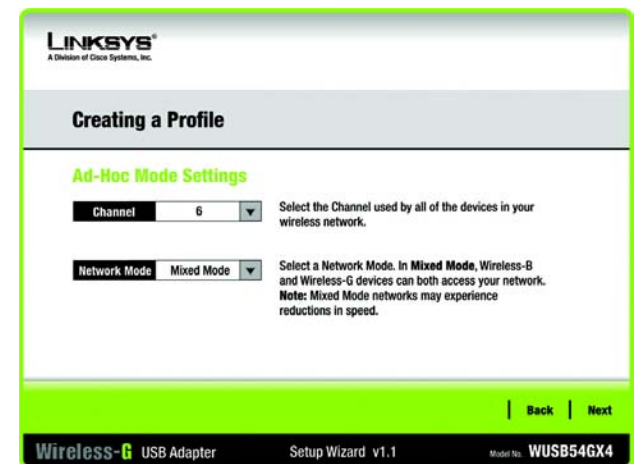 LINKSYS®
A Division of Cisco Systems, Inc.
Creating a Profile
Ad-Hoc Mode Settings
Channel 6
Select the Channel used by all of the devices in your
wireless network.
Network Mode Mixed Mode
Select a Network Mode. In Mixed Mode, Wireless-B
and Wireless-G devices can both access your network.
Note: Mixed Mode networks may experience
reductions in speed.
Back Next
Wireless-G USB Adapter Setup Wizard v1.1 Model No. WUSB54GX4